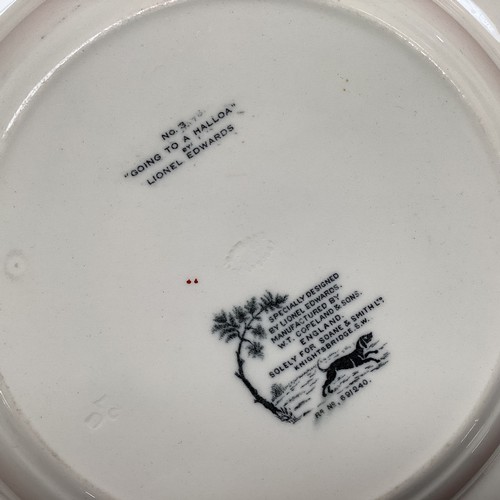 No. 3.
"GOING TO A HALLOA"
BY
LIONEL EDWARDS
SPECIALLY DESIGNED
BY LIONEL EDWARDS.
MANUFACTURED BY
W.T. COPELAND & SONS.
ENGLAND.
SOLELY FOR SOANE & SMITH LTD
KNIGHTSBRIDGE. S.W.
RD NO. 691240.